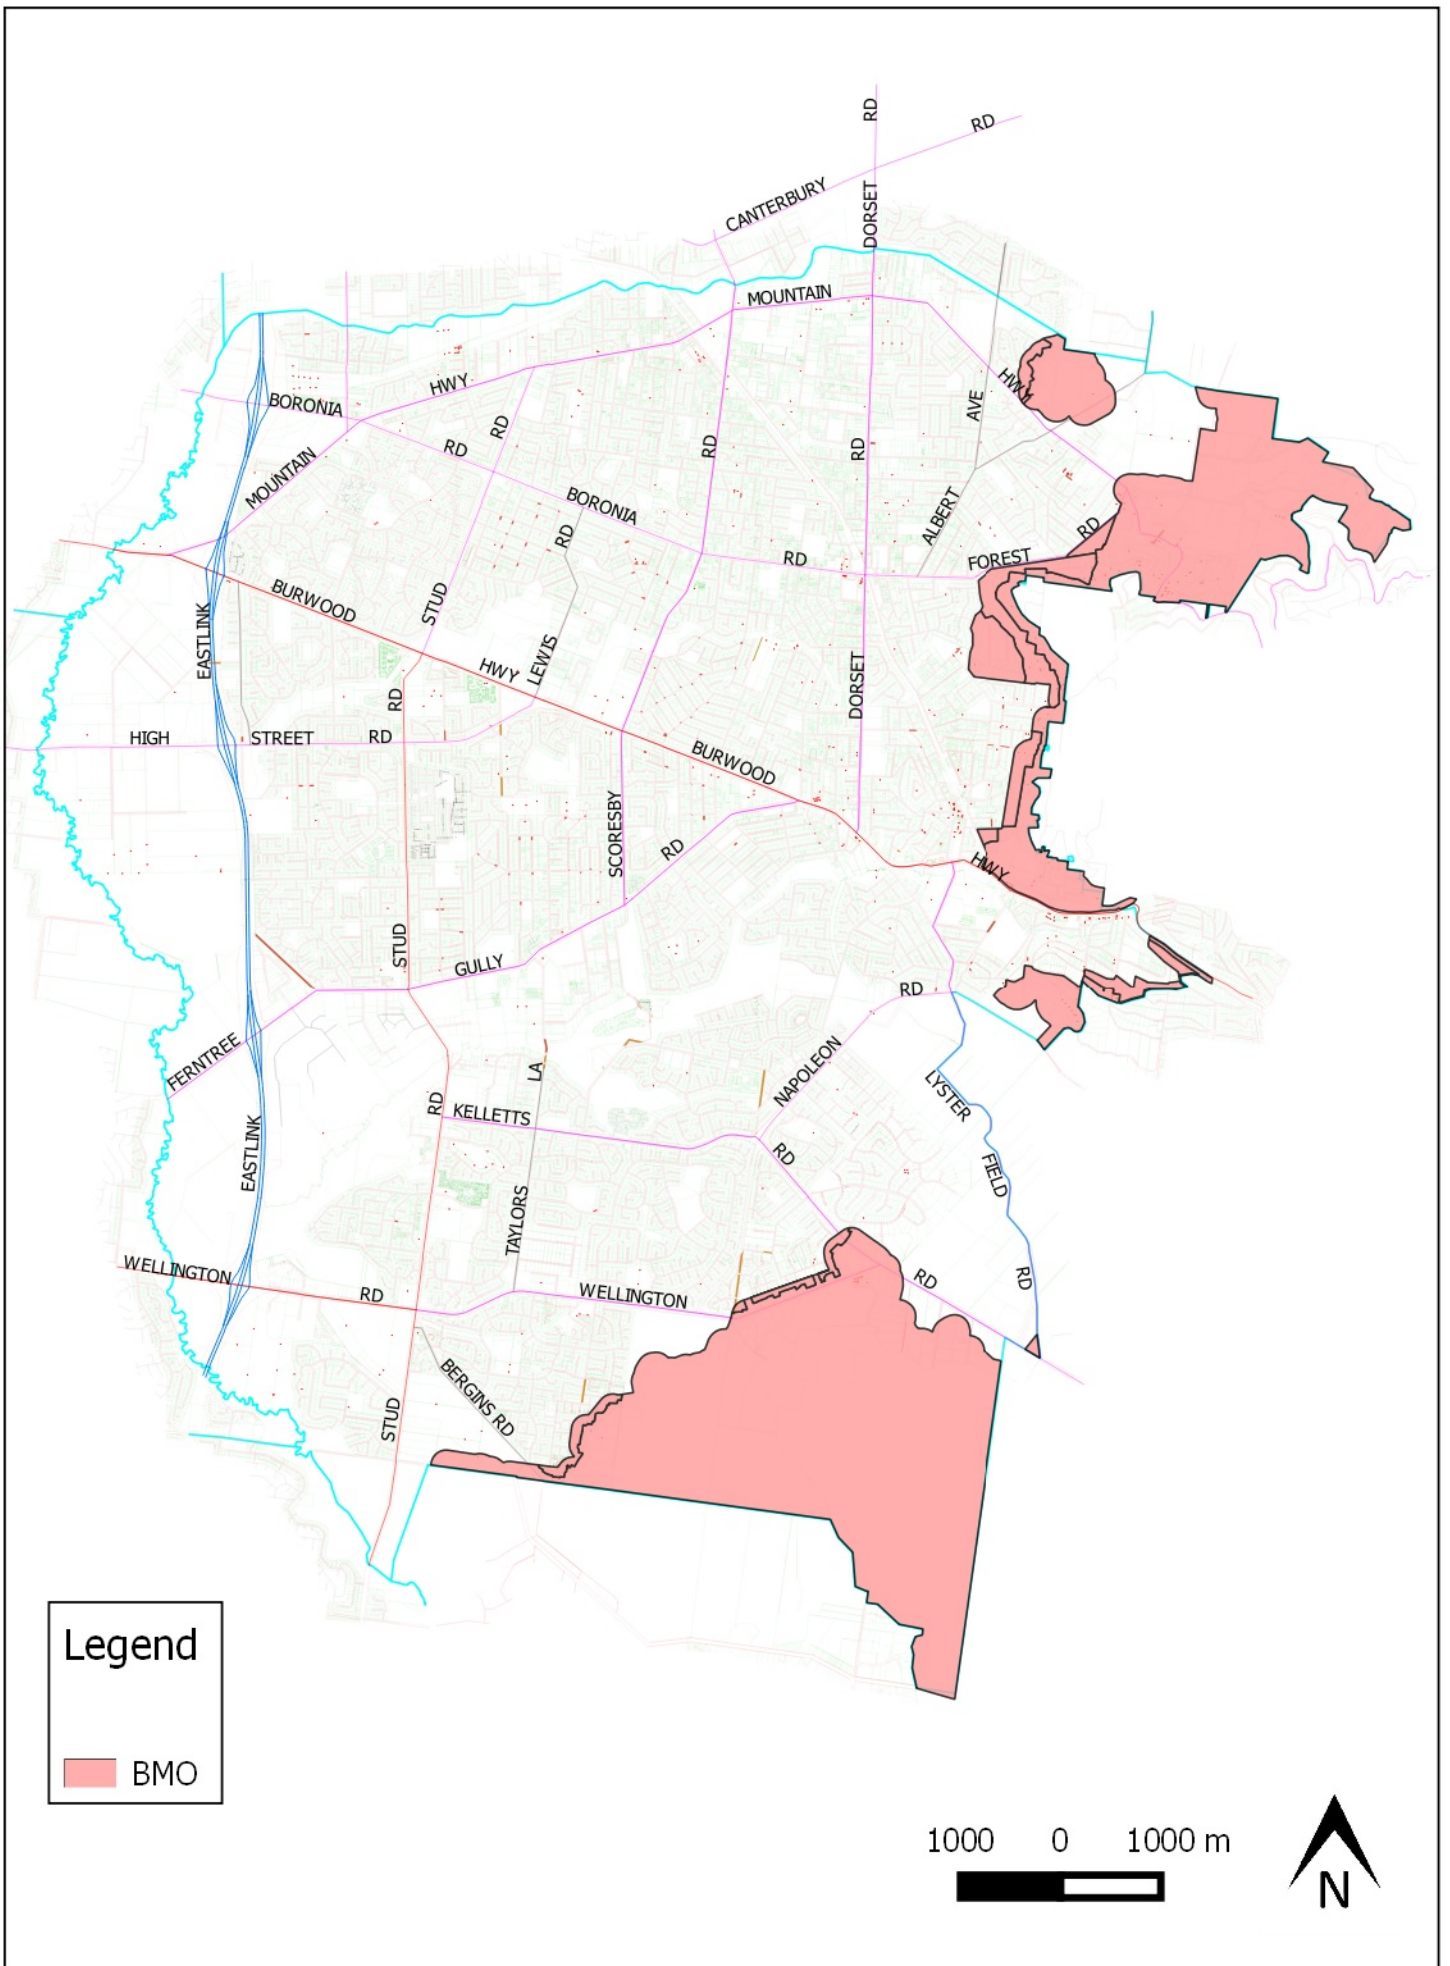 RD
RD
CANTERBURY
DORSET
MOUNTAIN
HWY
HWY
BORONIA
AVE
RD
RD
RD
RD
MOUNTAIN
BORONIA
ALBERT
RD
RD
RD
FOREST
BURWOOD
STUD
EASTLINK
HWY
LEWIS
DORSET
RD
HIGH
STREET
RD
BURWOOD
SCORESBY
RD
HWY
STUD
GULLY
RD
FERNTREE
NAPOLEON
LA
LYSTER
RD
KELLETTS
EASTLINK
RD
FIELD
TAYLORS
WELLINGTON
RD
WELLINGTON
RD
RD
BERGINS RD
STUD
Legend
BMO
1000 0 1000 m
N